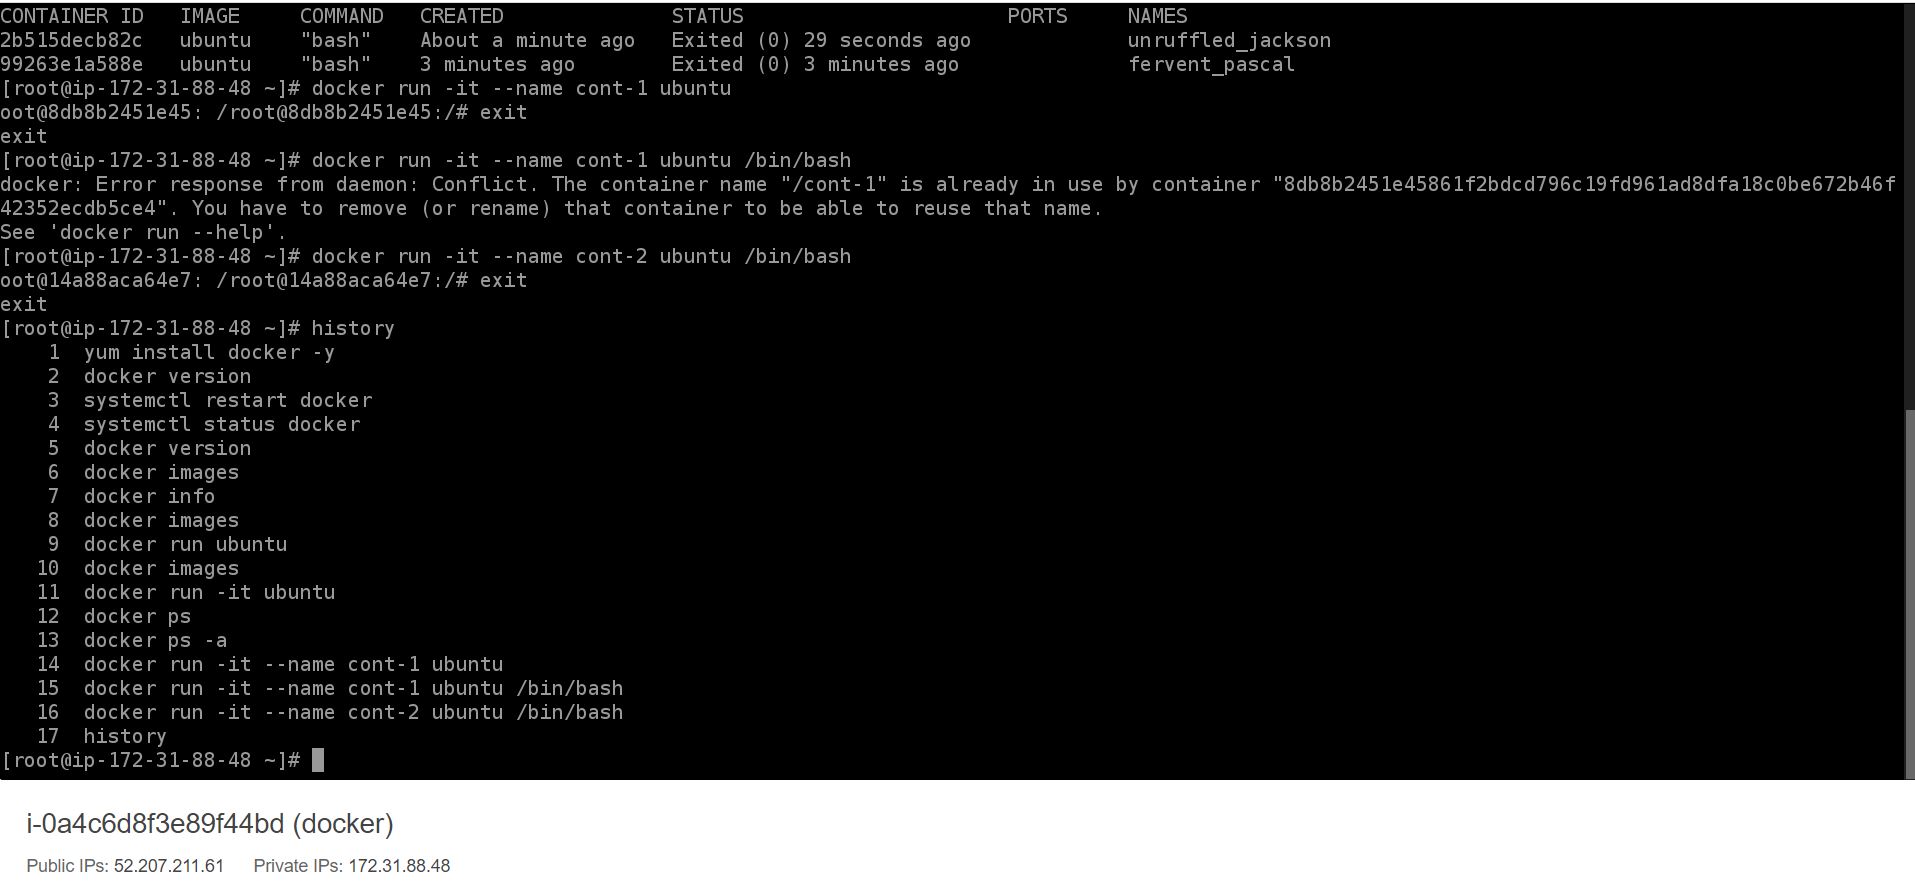 CONTAINER ID   IMAGE     COMMAND   CREATED              STATUS                      PORTS     NAMES
2b515decb82c   ubuntu    "bash"    About a minute ago   Exited (0) 29 seconds ago             unruffled_jackson
99263e1a588e   ubuntu    "bash"    3 minutes ago        Exited (0) 3 minutes ago              fervent_pascal
[root@ip-172-31-88-48 ~]# docker run -it --name cont-1 ubuntu
oot@8db8b2451e45: /root@8db8b2451e45:/# exit
exit
[root@ip-172-31-88-48 ~]# docker run -it --name cont-1 ubuntu /bin/bash
docker: Error response from daemon: Conflict. The container name "/cont-1" is already in use by container "8db8b2451e45861f2bdcd796c19fd961ad8dfa18c0be672b46f
42352ecdb5ce4". You have to remove (or rename) that container to be able to reuse that name.
See 'docker run --help'.
[root@ip-172-31-88-48 ~]# docker run -it --name cont-2 ubuntu /bin/bash
oot@14a88aca64e7: /root@14a88aca64e7:/# exit
exit
[root@ip-172-31-88-48 ~]# history
    1  yum install docker -y
    2  docker version
    3  systemctl restart docker
    4  systemctl status docker
    5  docker version
    6  docker images
    7  docker info
    8  docker images
    9  docker run ubuntu
   10  docker images
   11  docker run -it ubuntu
   12  docker ps
   13  docker ps -a
   14  docker run -it --name cont-1 ubuntu
   15  docker run -it --name cont-1 ubuntu /bin/bash
   16  docker run -it --name cont-2 ubuntu /bin/bash
   17  history
[root@ip-172-31-88-48 ~]#
i-0a4c6d8f3e89f44bd (docker)
Public IPs: 52.207.211.61 Private IPs: 172.31.88.48